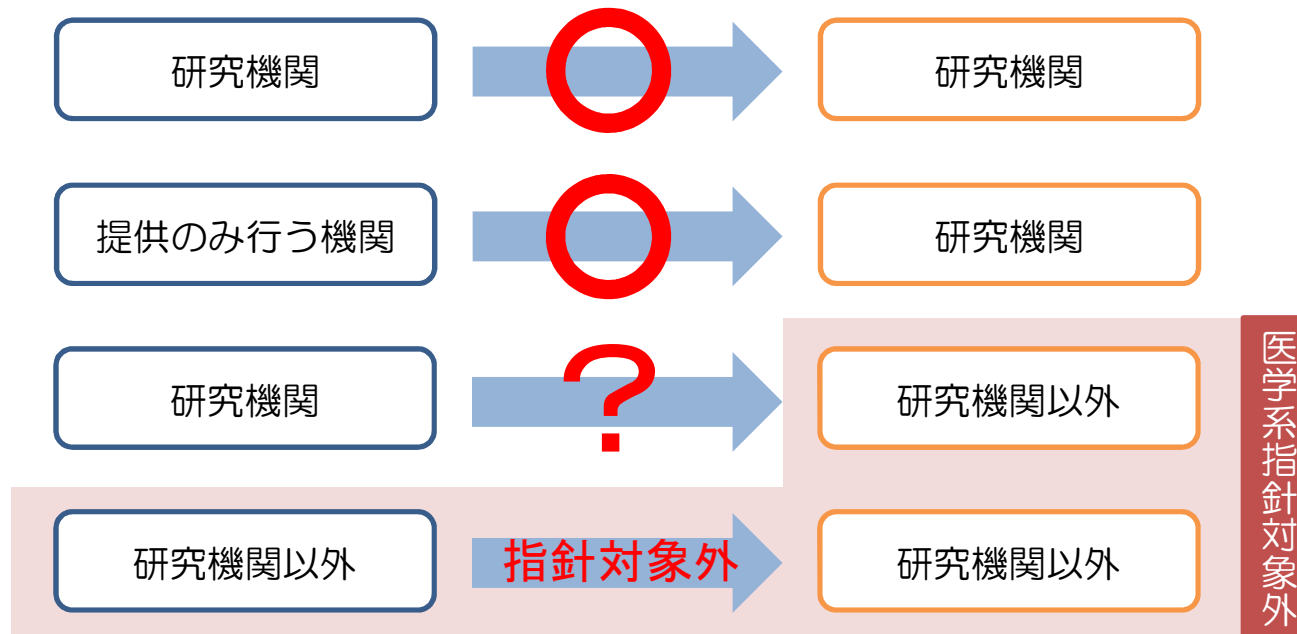 研究機関
研究機関
提供のみ行う機関
研究機関
研究機関
?
研究機関以外
研究機関以外
指針対象外
研究機関以外
医学系指針対象外